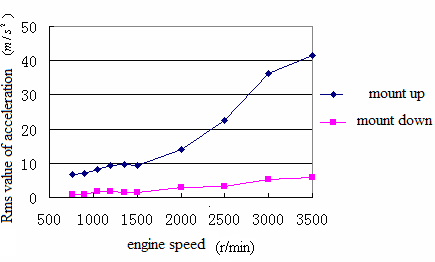 Rms value of acceleration (m/s²)
50
40
30
20
10
0
500 1000 1500 2000 2500 3000 3500
engine speed (r/min)
mount up
mount down